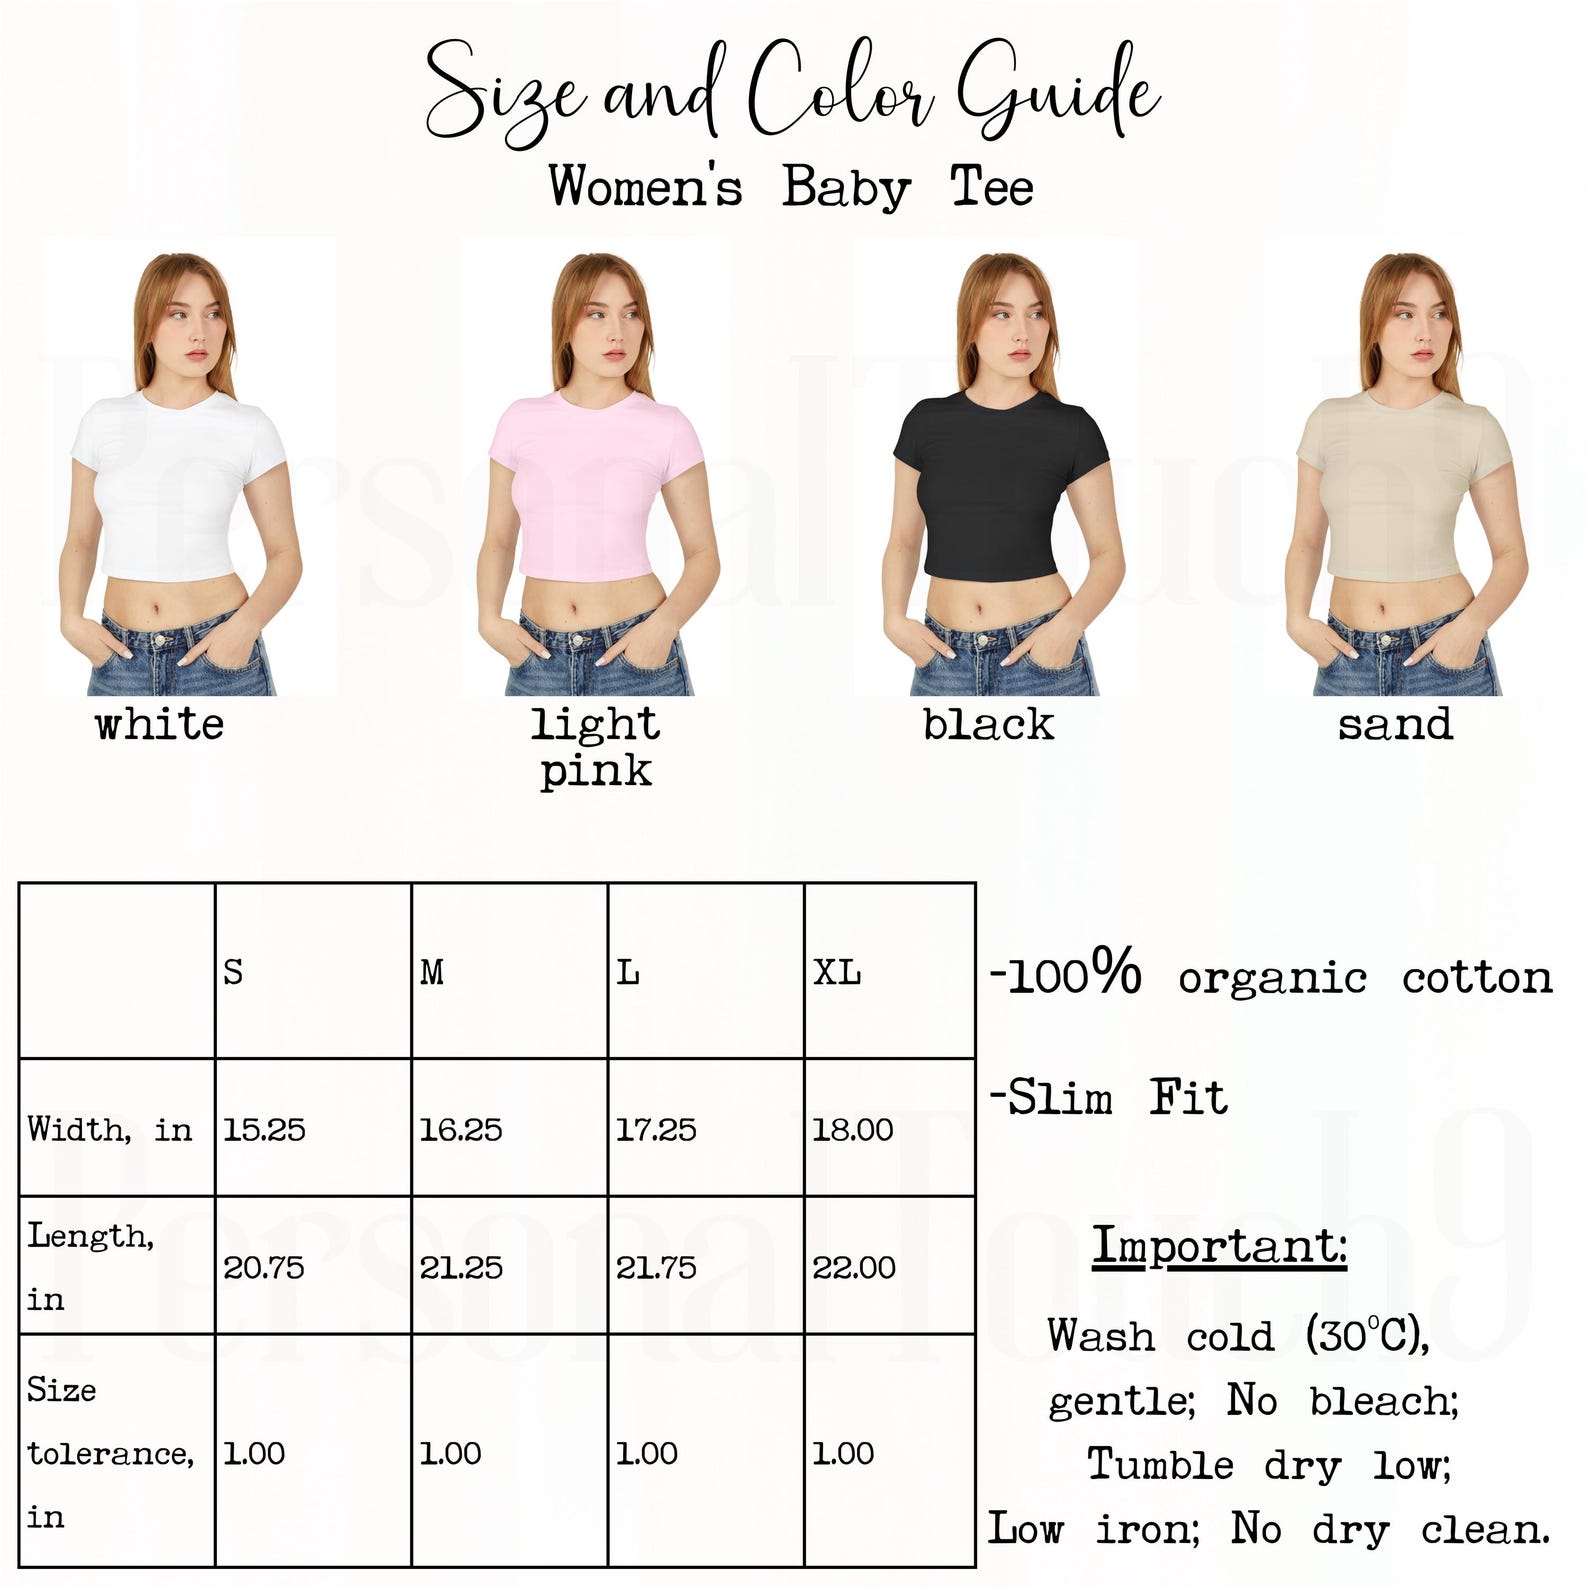 Size and Color Guide
Women's Baby Tee
white
light
pink
black
sand
S M L XL
Width, in 15.25 16.25 17.25 18.00
Length,
in
20.75 21.25 21.75 22.00
Size
tolerance,
in
1.00 1.00 1.00 1.00
-100% organic cotton
-Slim Fit
Important:
Wash cold (30°C),
gentle; No bleach;
Tumble dry low;
Low iron; No dry clean.
PersonalTouch9
PersonalTouch9